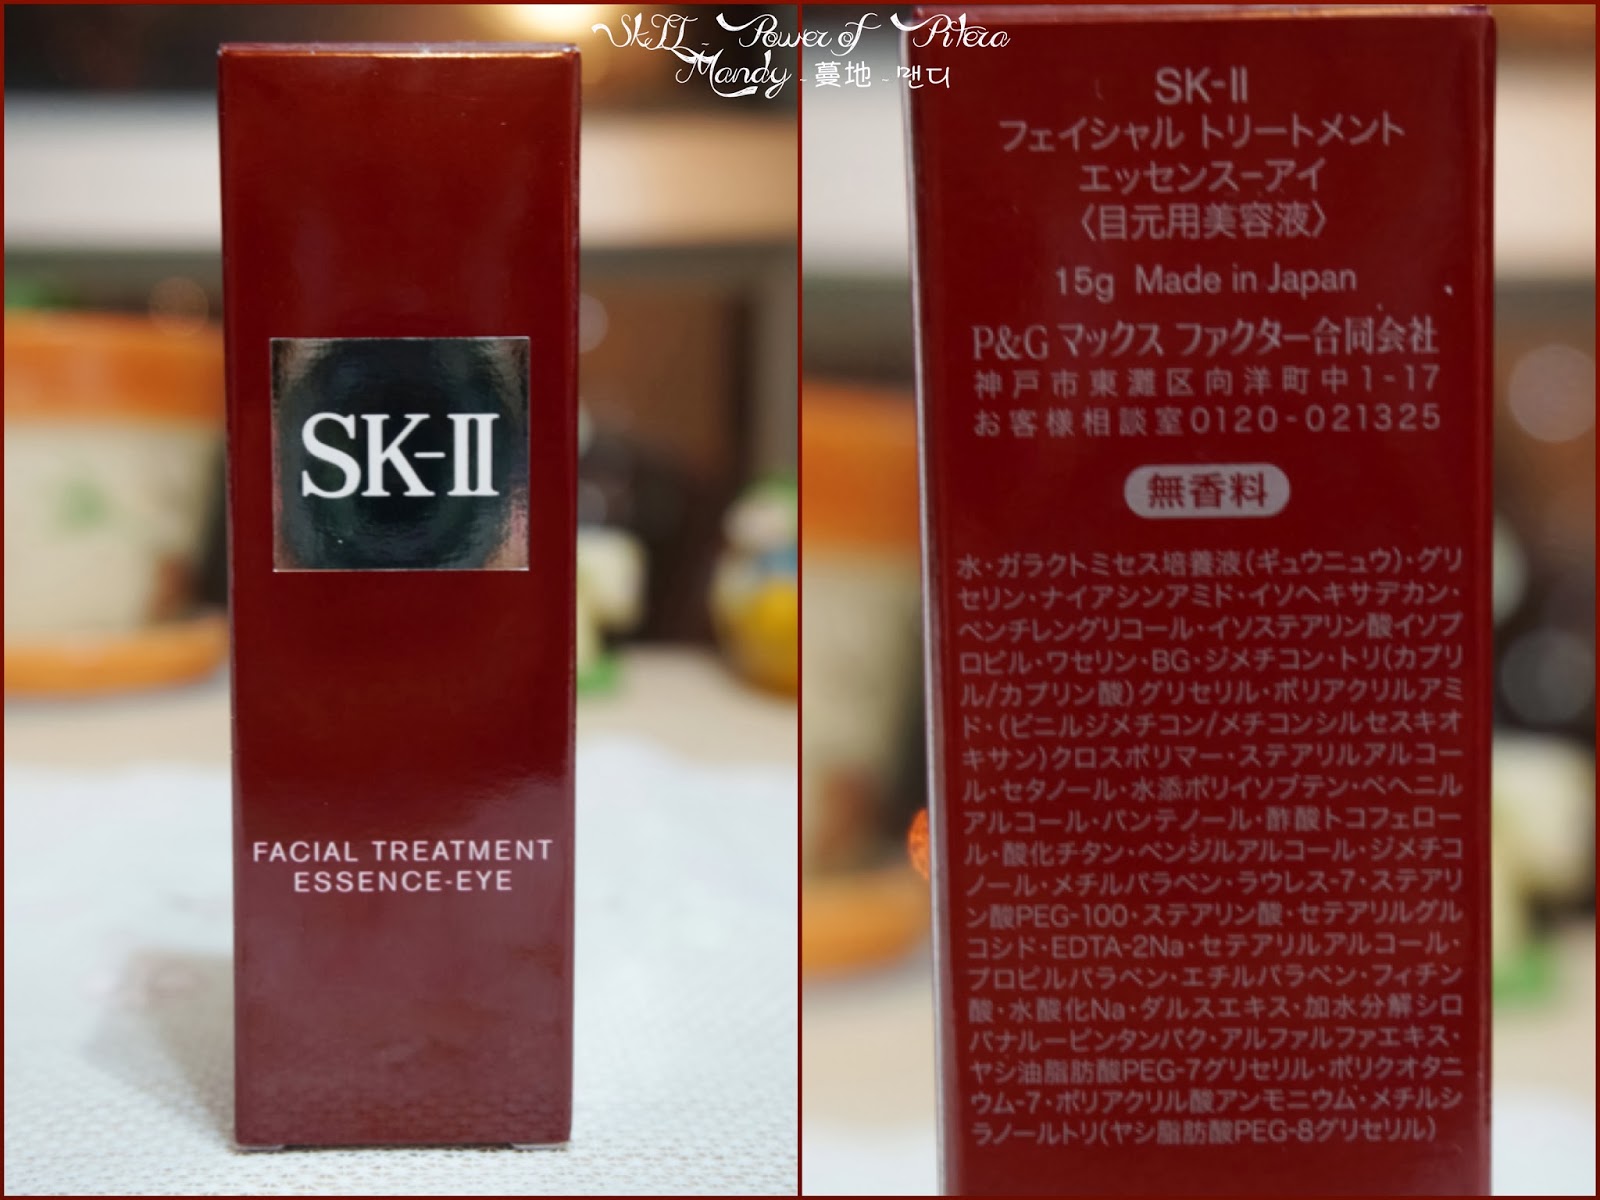 SkII - Power of Pitera
Mandy - 蔓地 - 맨디
SK-II
FACIAL TREATMENT
ESSENCE-EYE
SK-II
フェイシャル トリートメント
エッセンス-アイ
〈目元用美容液〉
15g Made in Japan
P&G マックス ファクター合同会社
神戸市東灘区向洋町中1-17
お客様相談室0120-021325
無香料
水・ガラクトミセス培養液(ギュウニュウ)・グリ
セリン・ナイアシンアミド・イソヘキサデカン・
ペンチレングリコール・イソステアリン酸イソプ
ロピル・ワセリン・BG・ジメチコン・トリ(カプリ
ル/カプリン酸)グリセリル・ポリアクリルアミ
ド・(ビニルジメチコン/メチコンシルセスキオ
キサン)クロスポリマー・ステアリルアルコー
ル・セタノール・水添ポリイソブテン・ベヘニル
アルコール・パンテノール・酢酸トコフェロー
ル・酸化チタン・ベンジルアルコール・ジメチコ
ノール・メチルパラベン・ラウレス-7・ステアリ
ン酸PEG-100・ステアリン酸・セテアリルグル
コシド・EDTA-2Na・セテアリルアルコール・
プロピルパラベン・エチルパラベン・フィチン
酸・水酸化Na・ダルスエキス・加水分解シロ
バナルーピンタンパク・アルファルファエキス・
ヤシ油脂肪酸PEG-7グリセリル・ポリクオタニ
ウム-7・ポリアクリル酸アンモニウム・メチルシ
ラノールトリ(ヤシ脂肪酸PEG-8グリセリル)